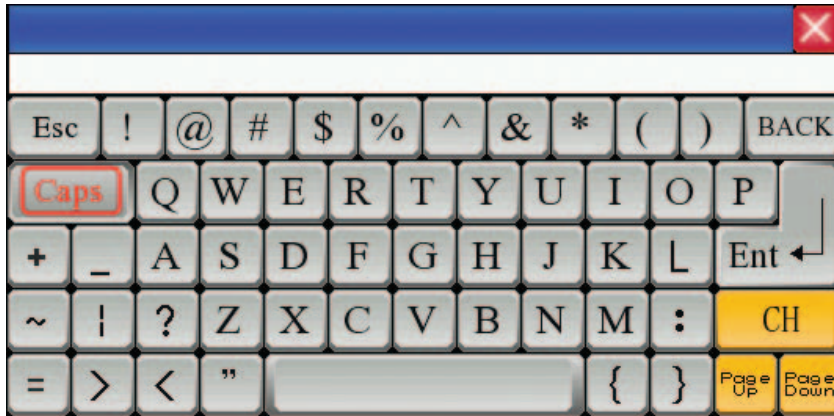 Esc ! @ # $ % ^ & * ( ) BACK
Caps Q W E R T Y U I O P
+ _ A S D F G H J K L Ent
~ ¦ ? Z X C V B N M : CH
= > < ” { } Page Up Page Down